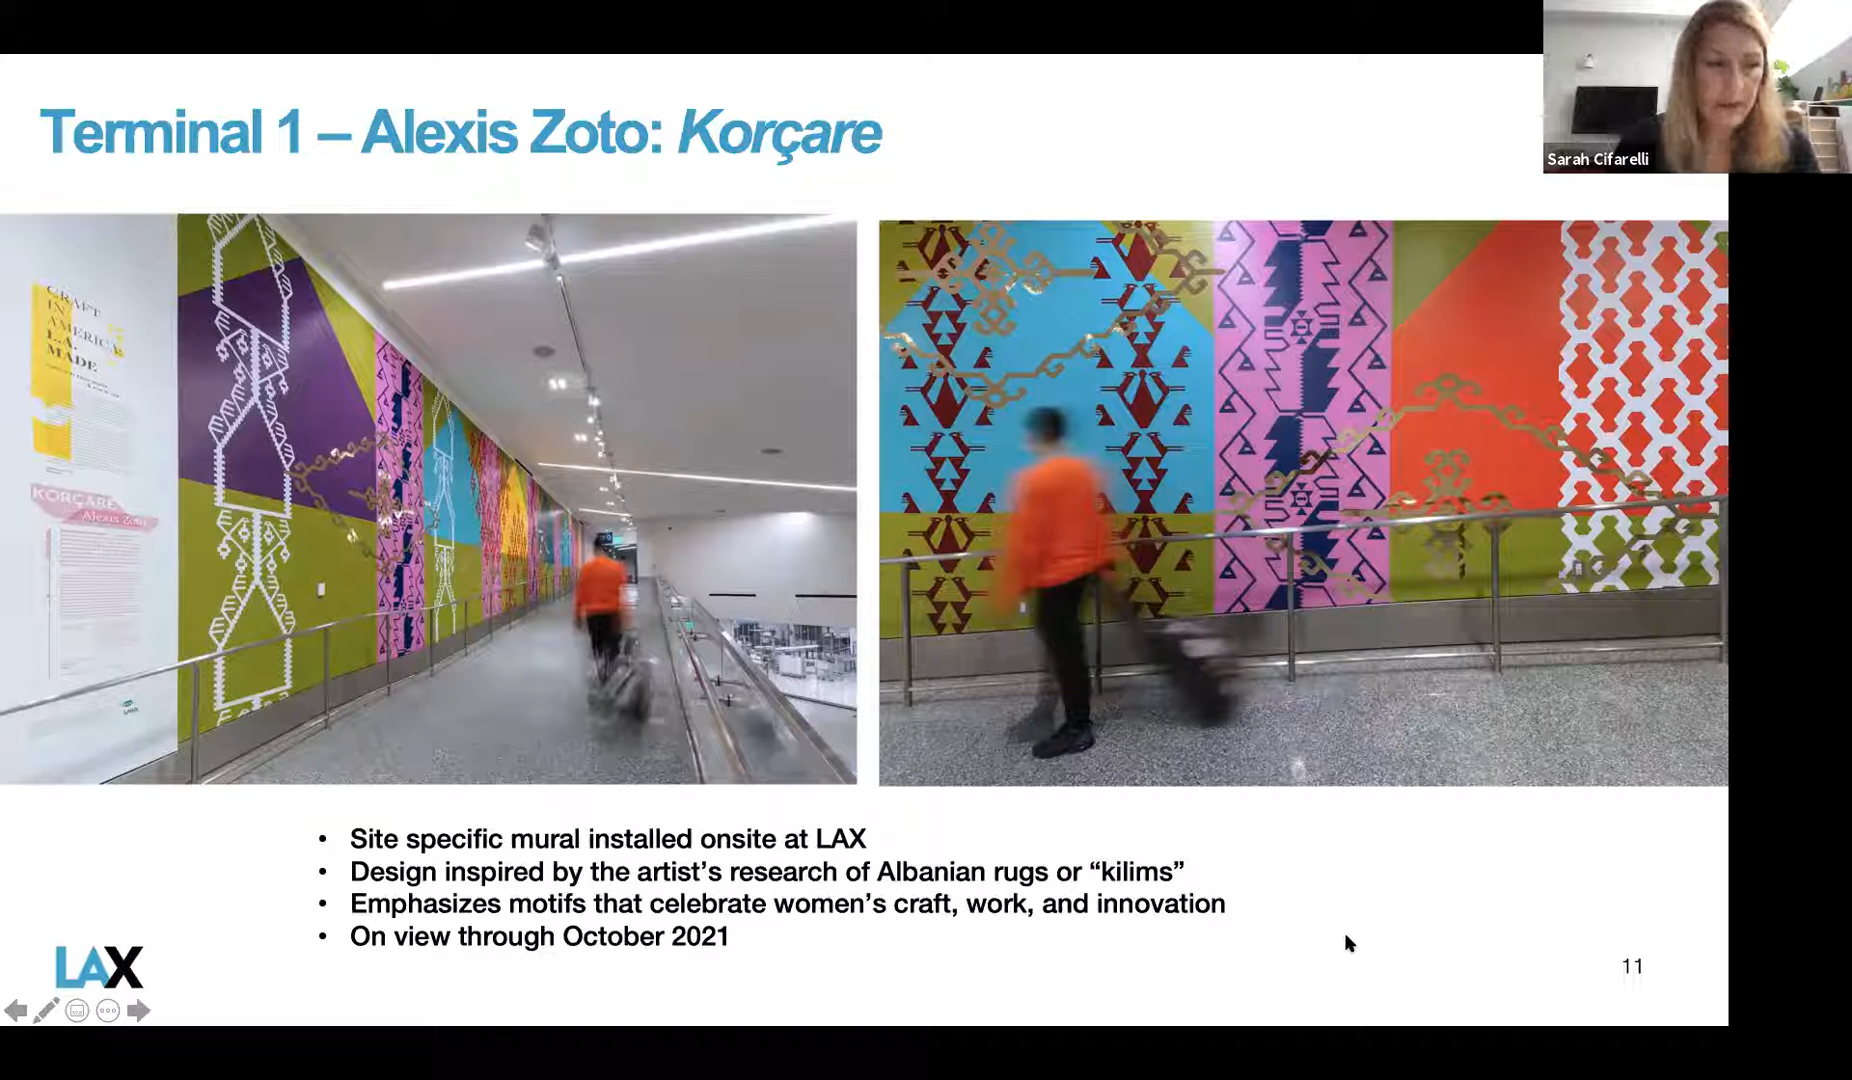 Terminal 1 – Alexis Zoto: Korçare
Sarah Cifarelli
CRAFT
IN
AMERICA:
L.A.
MADE
KORÇARE
Alexis Zoto
• Site specific mural installed onsite at LAX
• Design inspired by the artist’s research of Albanian rugs or “kilims”
• Emphasizes motifs that celebrate women’s craft, work, and innovation
• On view through October 2021
LAX
11